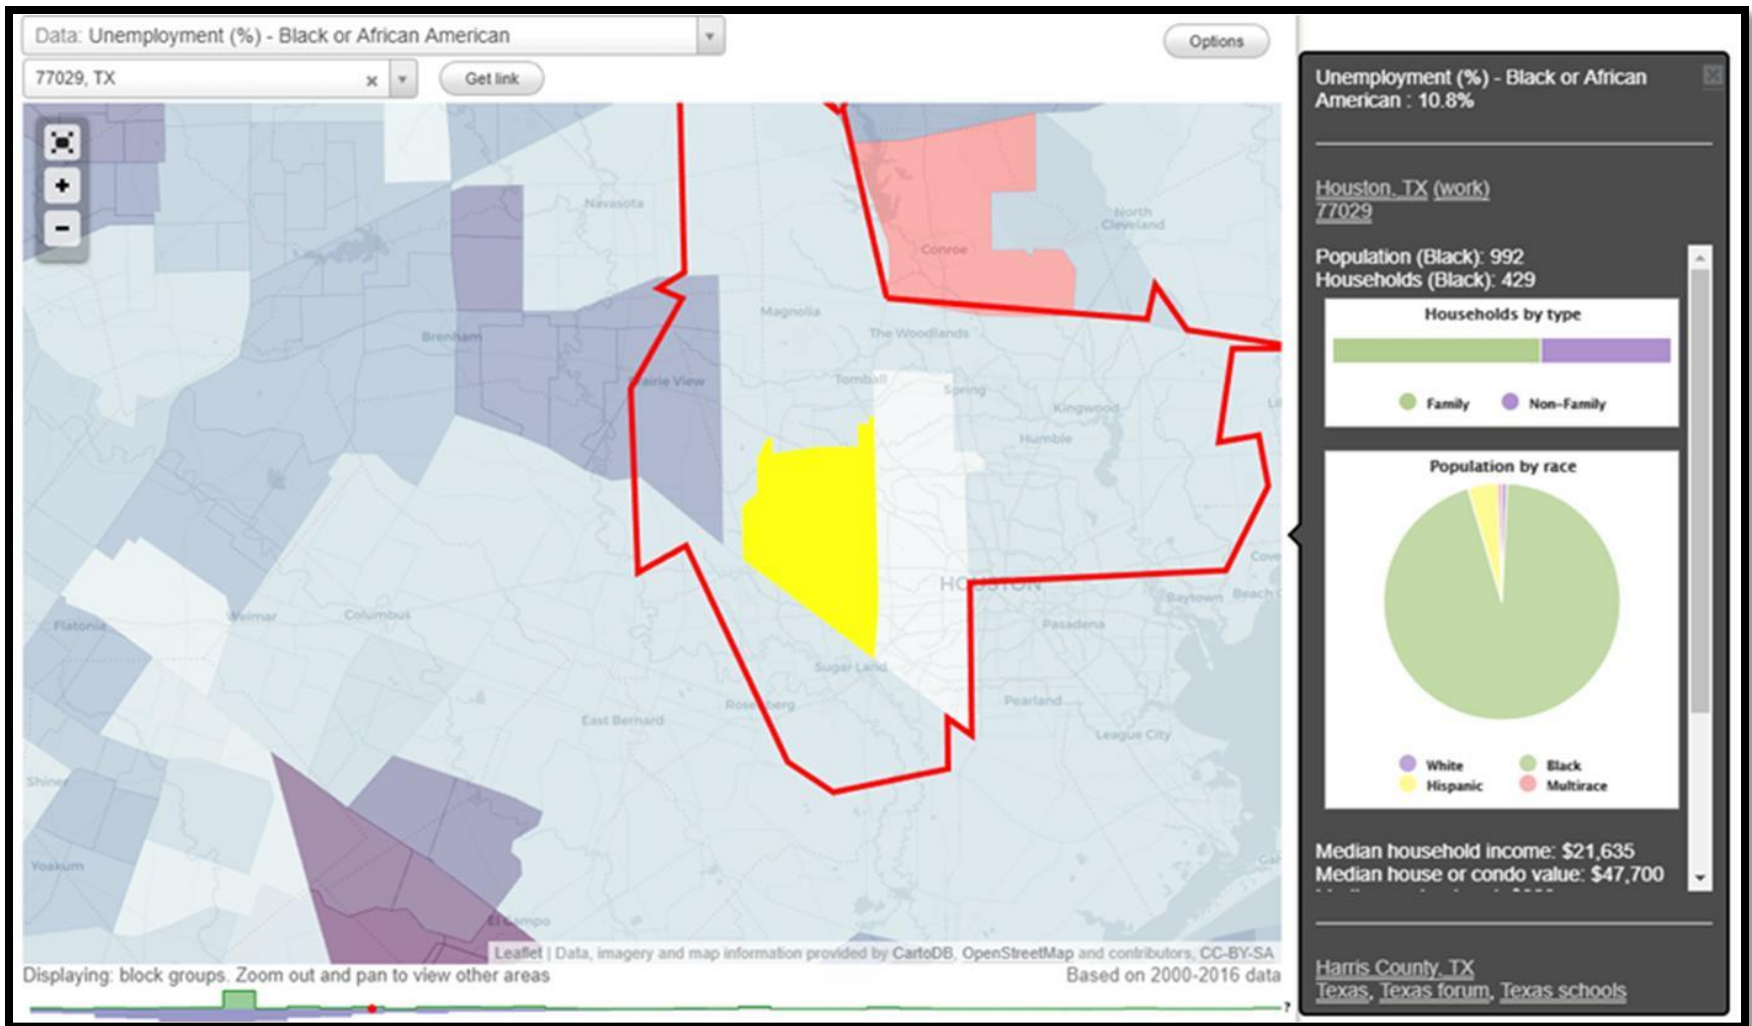 Data: Unemployment (%) - Black or African American
Options
77029, TX
Get link
Navasota
North
Cleveland
Conroe
Magnolia
The Woodlands
Brenham
Prairie View
Tomball
Spring
Kingwood
Humble
HOUSTON
Baytown
Beach
Pasadena
Weimar
Columbus
Flatonia
Sugar Land
Rosenberg
Pearland
East Bernard
League City
Shiner
Yoakum
El Campo
Leaflet | Data, imagery and map information provided by CartoDB, OpenStreetMap and contributors, CC-BY-SA
Displaying: block groups. Zoom out and pan to view other areas
Based on 2000-2016 data
?
Unemployment (%) - Black or African
American : 10.8%
Houston, TX (work)
77029
Population (Black): 992
Households (Black): 429
Households by type
Family
Non-Family
Population by race
White
Black
Hispanic
Multirace
Median household income: $21,635
Median house or condo value: $47,700
Harris County, TX
Texas, Texas forum, Texas schools